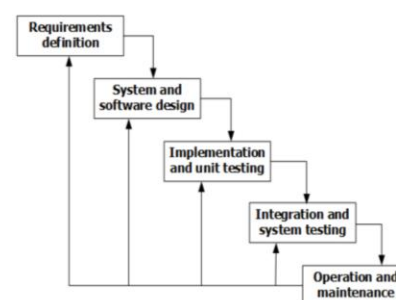 Requirements
definition
System and
software design
Implementation
and unit testing
Integration and
system testing
Operation and
maintenance